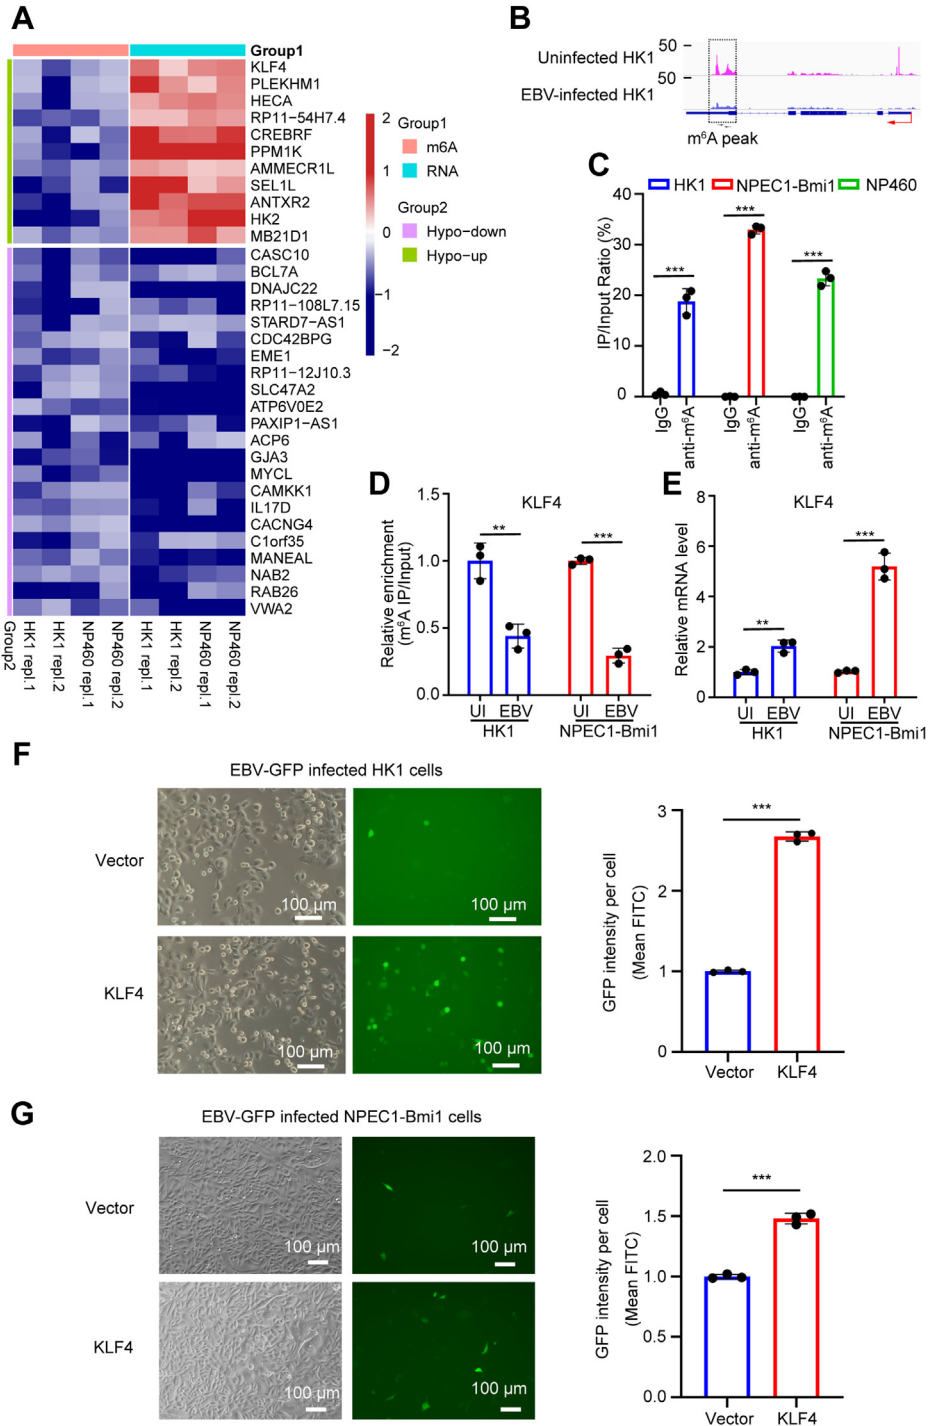 A
Group1
KLF4
PLEKHM1
HECA
RP11-54H7.4
CREBRF
PPM1K
AMMECR1L
SEL1L
ANTXR2
HK2
MB21D1
CASC10
BCL7A
DNAJC22
RP11-108L7.15
STARD7-AS1
CDC42BPG
EME1
RP11-12J10.3
SLC47A2
ATP6V0E2
PAXIP1-AS1
ACP6
GJA3
MYCL
CAMKK1
IL17D
CACNG4
C1orf35
MANEAL
NAB2
RAB26
VWA2
Group2
HK1 repl.1
HK1 repl.2
NP460 repl.1
NP460 repl.2
HK1 repl.1
HK1 repl.2
NP460 repl.1
NP460 repl.2
2
1
0
-1
-2
Group1
m6A
RNA
Group2
Hypo-down
Hypo-up
B
Uninfected HK1
50
50
EBV-infected HK1
m⁶A peak
C
HK1 NPEC1-Bmi1 NP460
IP/Input Ratio (%)
40
30
20
10
0
***
***
***
IgG
anti-m⁶A
IgG
anti-m⁶A
IgG
anti-m⁶A
D
KLF4
Relative enrichment
(m⁶A IP/Input)
1.5
1.0
0.5
0.0
**
***
UI EBV UI EBV
HK1 NPEC1-Bmi1
E
KLF4
Relative mRNA level
8
6
4
2
0
**
***
UI EBV UI EBV
HK1 NPEC1-Bmi1
F
EBV-GFP infected HK1 cells
Vector
100 µm
100 µm
KLF4
100 µm
100 µm
GFP intensity per cell
(Mean FITC)
3
2
1
0
***
Vector KLF4
G
EBV-GFP infected NPEC1-Bmi1 cells
Vector
100 µm
100 µm
KLF4
100 µm
100 µm
GFP intensity per cell
(Mean FITC)
2.0
1.5
1.0
0.5
0.0
***
Vector KLF4